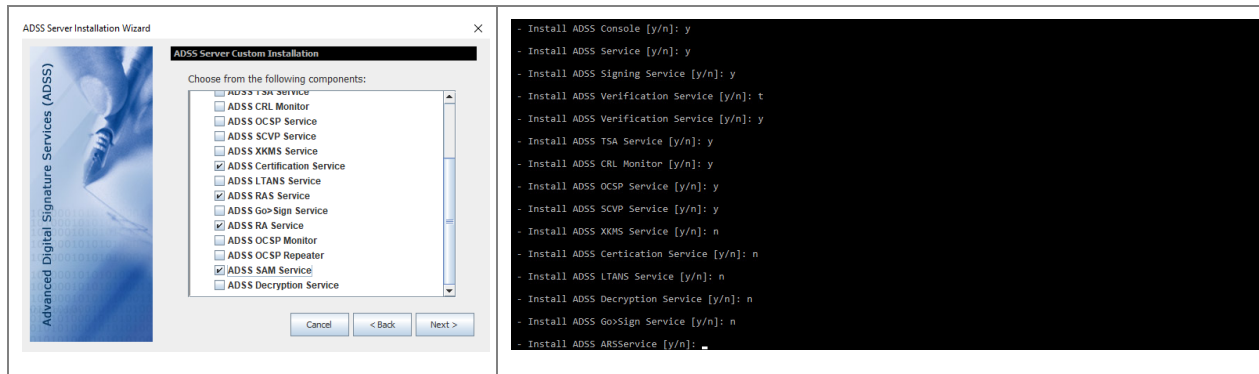 ADSS Server Installation Wizard
Advanced Digital Signature Services (ADSS)
ADSS Server Custom Installation
Choose from the following components:
ADSS TSA Service
ADSS CRL Monitor
ADSS OCSP Service
ADSS SCVP Service
ADSS XKMS Service
ADSS Certification Service
ADSS LTANS Service
ADSS RAS Service
ADSS Go>Sign Service
ADSS RA Service
ADSS OCSP Monitor
ADSS OCSP Repeater
ADSS SAM Service
ADSS Decryption Service
Cancel < Back Next >
- Install ADSS Console [y/n]: y
- Install ADSS Service [y/n]: y
- Install ADSS Signing Service [y/n]: y
- Install ADSS Verification Service [y/n]: t
- Install ADSS Verification Service [y/n]: y
- Install ADSS TSA Service [y/n]: y
- Install ADSS CRL Monitor [y/n]: y
- Install ADSS OCSP Service [y/n]: y
- Install ADSS SCVP Service [y/n]: y
- Install ADSS XKMS Service [y/n]: n
- Install ADSS Certication Service [y/n]: n
- Install ADSS LTANS Service [y/n]: n
- Install ADSS Decryption Service [y/n]: n
- Install ADSS Go>Sign Service [y/n]: n
- Install ADSS ARSService [y/n]: